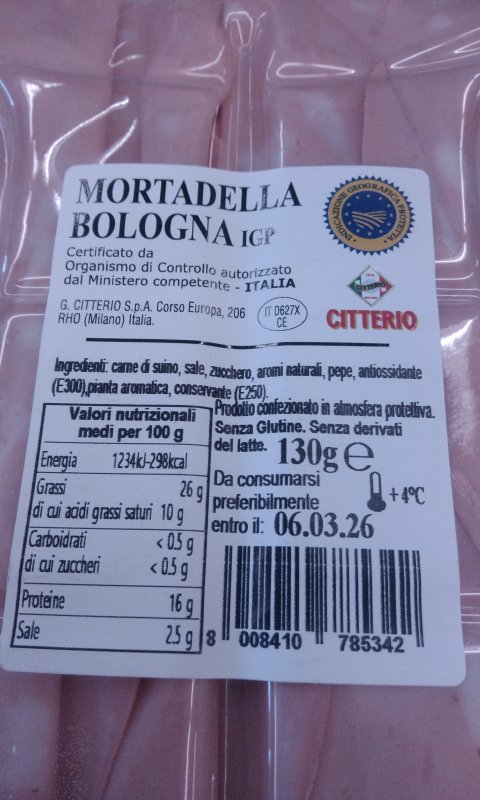 MORTADELLA
BOLOGNA IGP
INDICAZIONE GEOGRAFICA PROTETTA
Certificato da
Organismo di Controllo autorizzato
dal Ministero competente - ITALIA
G. CITTERIO S.p.A. Corso Europa, 206
RHO (Milano) Italia.
IT D627X
CE
CITTERIO
CITTERIO
Ingredienti: carne di suino, sale, zucchero, aromi naturali, pepe, antiossidante
(E300),pianta aromatica, conservante (E250).
Valori nutrizionali
medi per 100 g
Energia 1234kJ-298kcal
Grassi 26 g
di cui acidi grassi saturi 10 g
Carboidrati < 0.5 g
di cui zuccheri < 0.5 g
Proteine 16 g
Sale 2.5 g
Prodotto confezionato in atmosfera protettiva.
Senza Glutine. Senza derivati
del latte. 130g e
Da consumarsi
preferibilmente
entro il: 06.03.26
+4°C
8 008410 785342